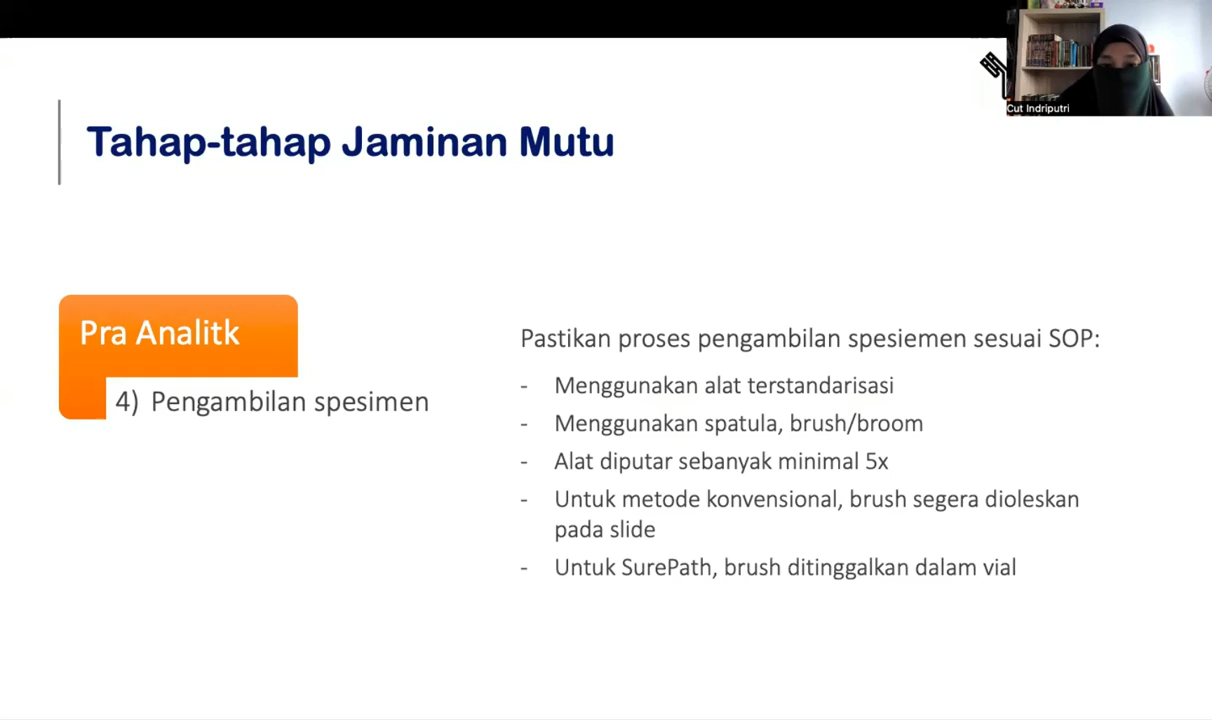 Cut Indriputri
Tahap-tahap Jaminan Mutu
Pra Analitk
4) Pengambilan spesimen
Pastikan proses pengambilan spesiemen sesuai SOP:
- Menggunakan alat terstandarisasi
- Menggunakan spatula, brush/broom
- Alat diputar sebanyak minimal 5x
- Untuk metode konvensional, brush segera dioleskan
pada slide
- Untuk SurePath, brush ditinggalkan dalam vial